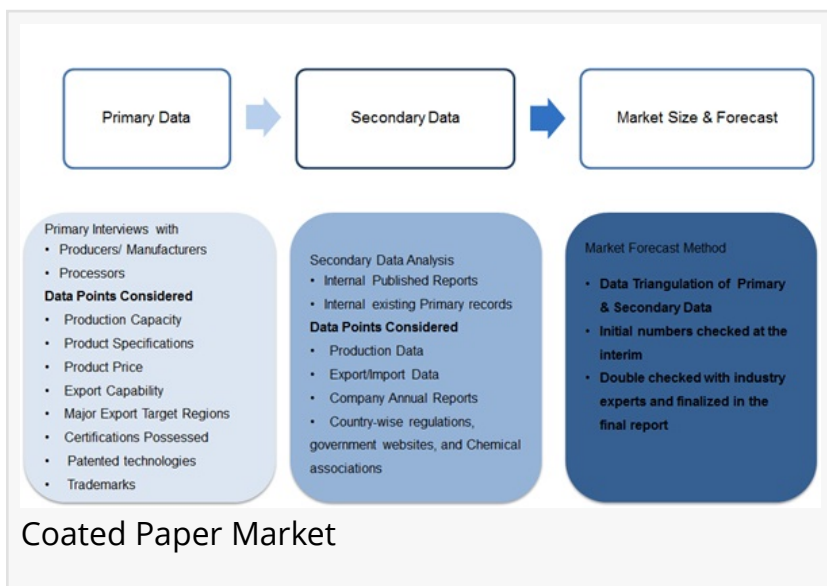 Primary Data
Secondary Data
Market Size & Forecast
Primary Interviews with
• Producers/ Manufacturers
• Processors
Data Points Considered
• Production Capacity
• Product Specifications
• Product Price
• Export Capability
• Major Export Target Regions
• Certifications Possessed
• Patented technologies
• Trademarks
Secondary Data Analysis
• Internal Published Reports
• Internal existing Primary records
Data Points Considered
• Production Data
• Export/Import Data
• Company Annual Reports
• Country-wise regulations,
government websites, and Chemical
associations
Market Forecast Method
• Data Triangulation of Primary
& Secondary Data
• Initial numbers checked at the
interim
• Double checked with industry
experts and finalized in the
final report
Coated Paper Market